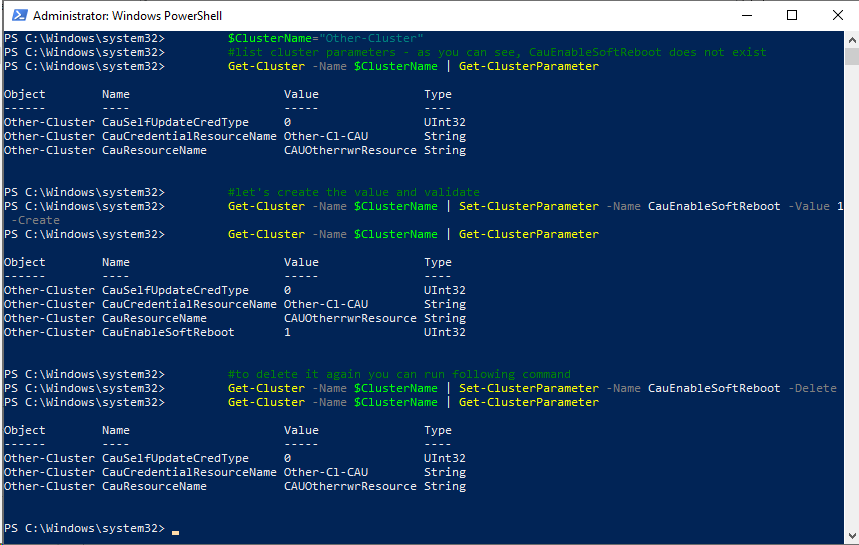 Administrator: Windows PowerShell
PS C:\Windows\system32>         $ClusterName="Other-Cluster"
PS C:\Windows\system32>         #list cluster parameters - as you can see, CauEnableSoftReboot does not exist
PS C:\Windows\system32>         Get-Cluster -Name $ClusterName | Get-ClusterParameter
Object        Name                      Value               Type
------        ----                      -----               ----
Other-Cluster CauSelfUpdateCredType     0                   UInt32
Other-Cluster CauCredentialResourceName Other-Cl-CAU        String
Other-Cluster CauResourceName           CAUOtherrwrResource String
PS C:\Windows\system32>         #let's create the value and validate
PS C:\Windows\system32>         Get-Cluster -Name $ClusterName | Set-ClusterParameter -Name CauEnableSoftReboot -Value 1
 -Create
PS C:\Windows\system32>         Get-Cluster -Name $ClusterName | Get-ClusterParameter
Object        Name                      Value               Type
------        ----                      -----               ----
Other-Cluster CauSelfUpdateCredType     0                   UInt32
Other-Cluster CauCredentialResourceName Other-Cl-CAU        String
Other-Cluster CauResourceName           CAUOtherrwrResource String
Other-Cluster CauEnableSoftReboot       1                   UInt32
PS C:\Windows\system32>         #to delete it again you can run following command
PS C:\Windows\system32>         Get-Cluster -Name $ClusterName | Set-ClusterParameter -Name CauEnableSoftReboot -Delete
PS C:\Windows\system32>         Get-Cluster -Name $ClusterName | Get-ClusterParameter
Object        Name                      Value               Type
------        ----                      -----               ----
Other-Cluster CauSelfUpdateCredType     0                   UInt32
Other-Cluster CauCredentialResourceName Other-Cl-CAU        String
Other-Cluster CauResourceName           CAUOtherrwrResource String
PS C:\Windows\system32>